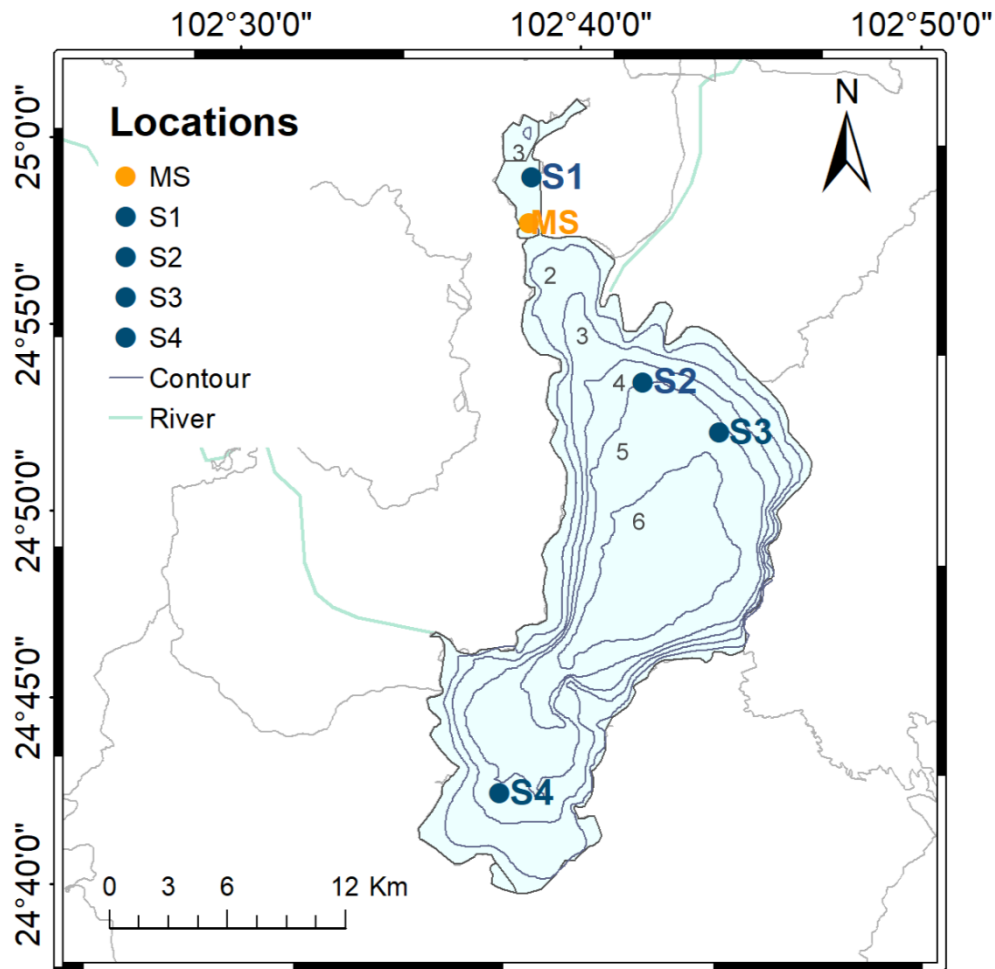 102°30'0" 102°40'0" 102°50'0"
N
25°0'0"
24°55'0"
24°50'0"
24°45'0"
24°40'0"
Locations
MS
S1
S2
S3
S4
Contour
River
3
S1
MS
2
3
4
S2
S3
5
6
S4
0 3 6 12 Km